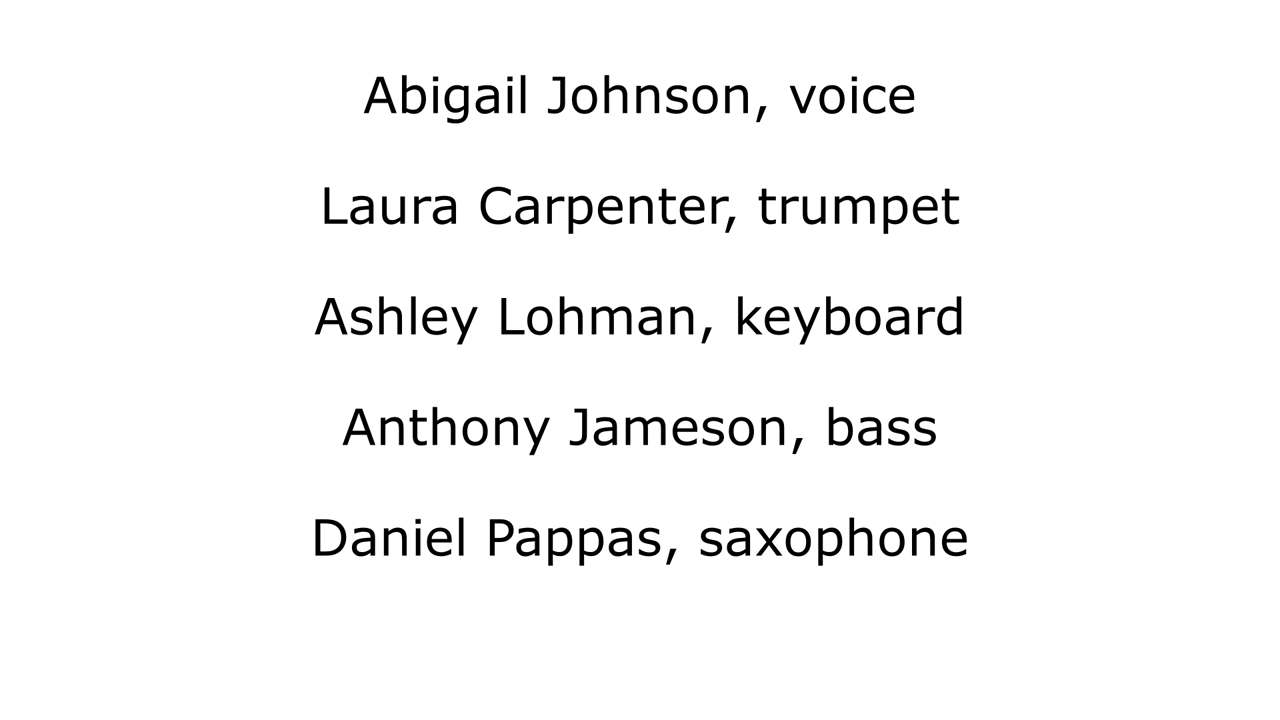 Abigail Johnson, voice
Laura Carpenter, trumpet
Ashley Lohman, keyboard
Anthony Jameson, bass
Daniel Pappas, saxophone